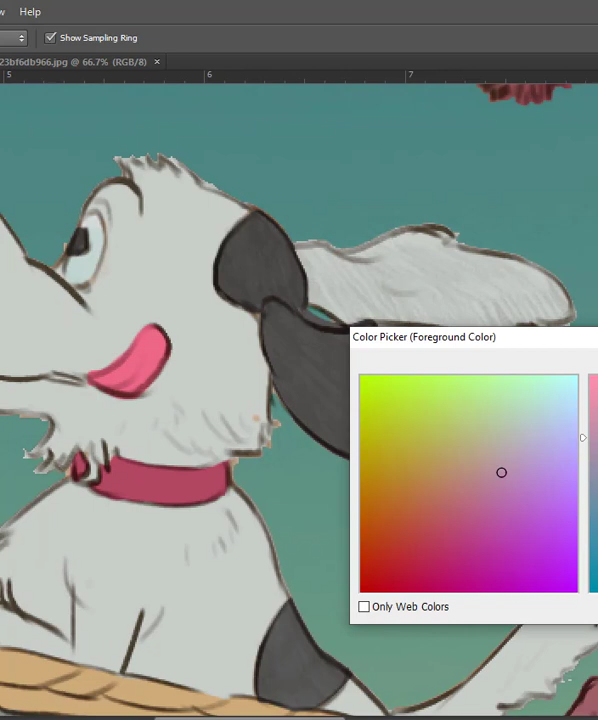 Help
Show Sampling Ring
23bf6db966.jpg @ 66.7% (RGB/8) ×
5 6 7
Color Picker (Foreground Color)
Only Web Colors